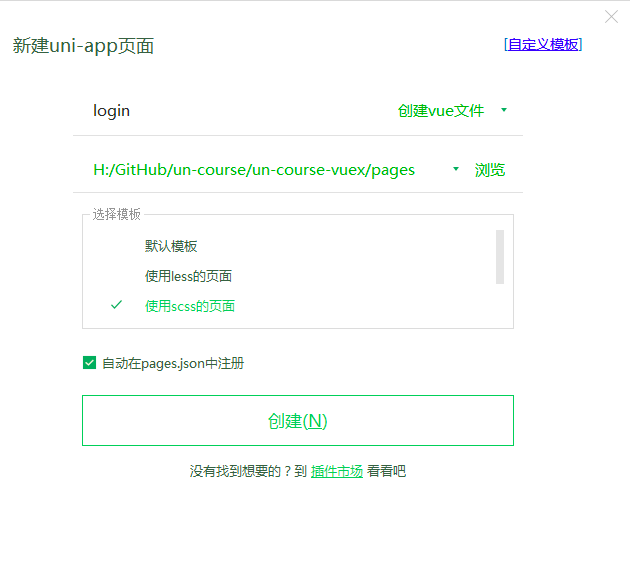 新建uni-app页面 [自定义模板]
login 创建vue文件
H:/GitHub/un-course/un-course-vuex/pages 浏览
选择模板
默认模板
使用less的页面
使用scss的页面
自动在pages.json中注册
创建(N)
没有找到想要的？到 插件市场 看看吧